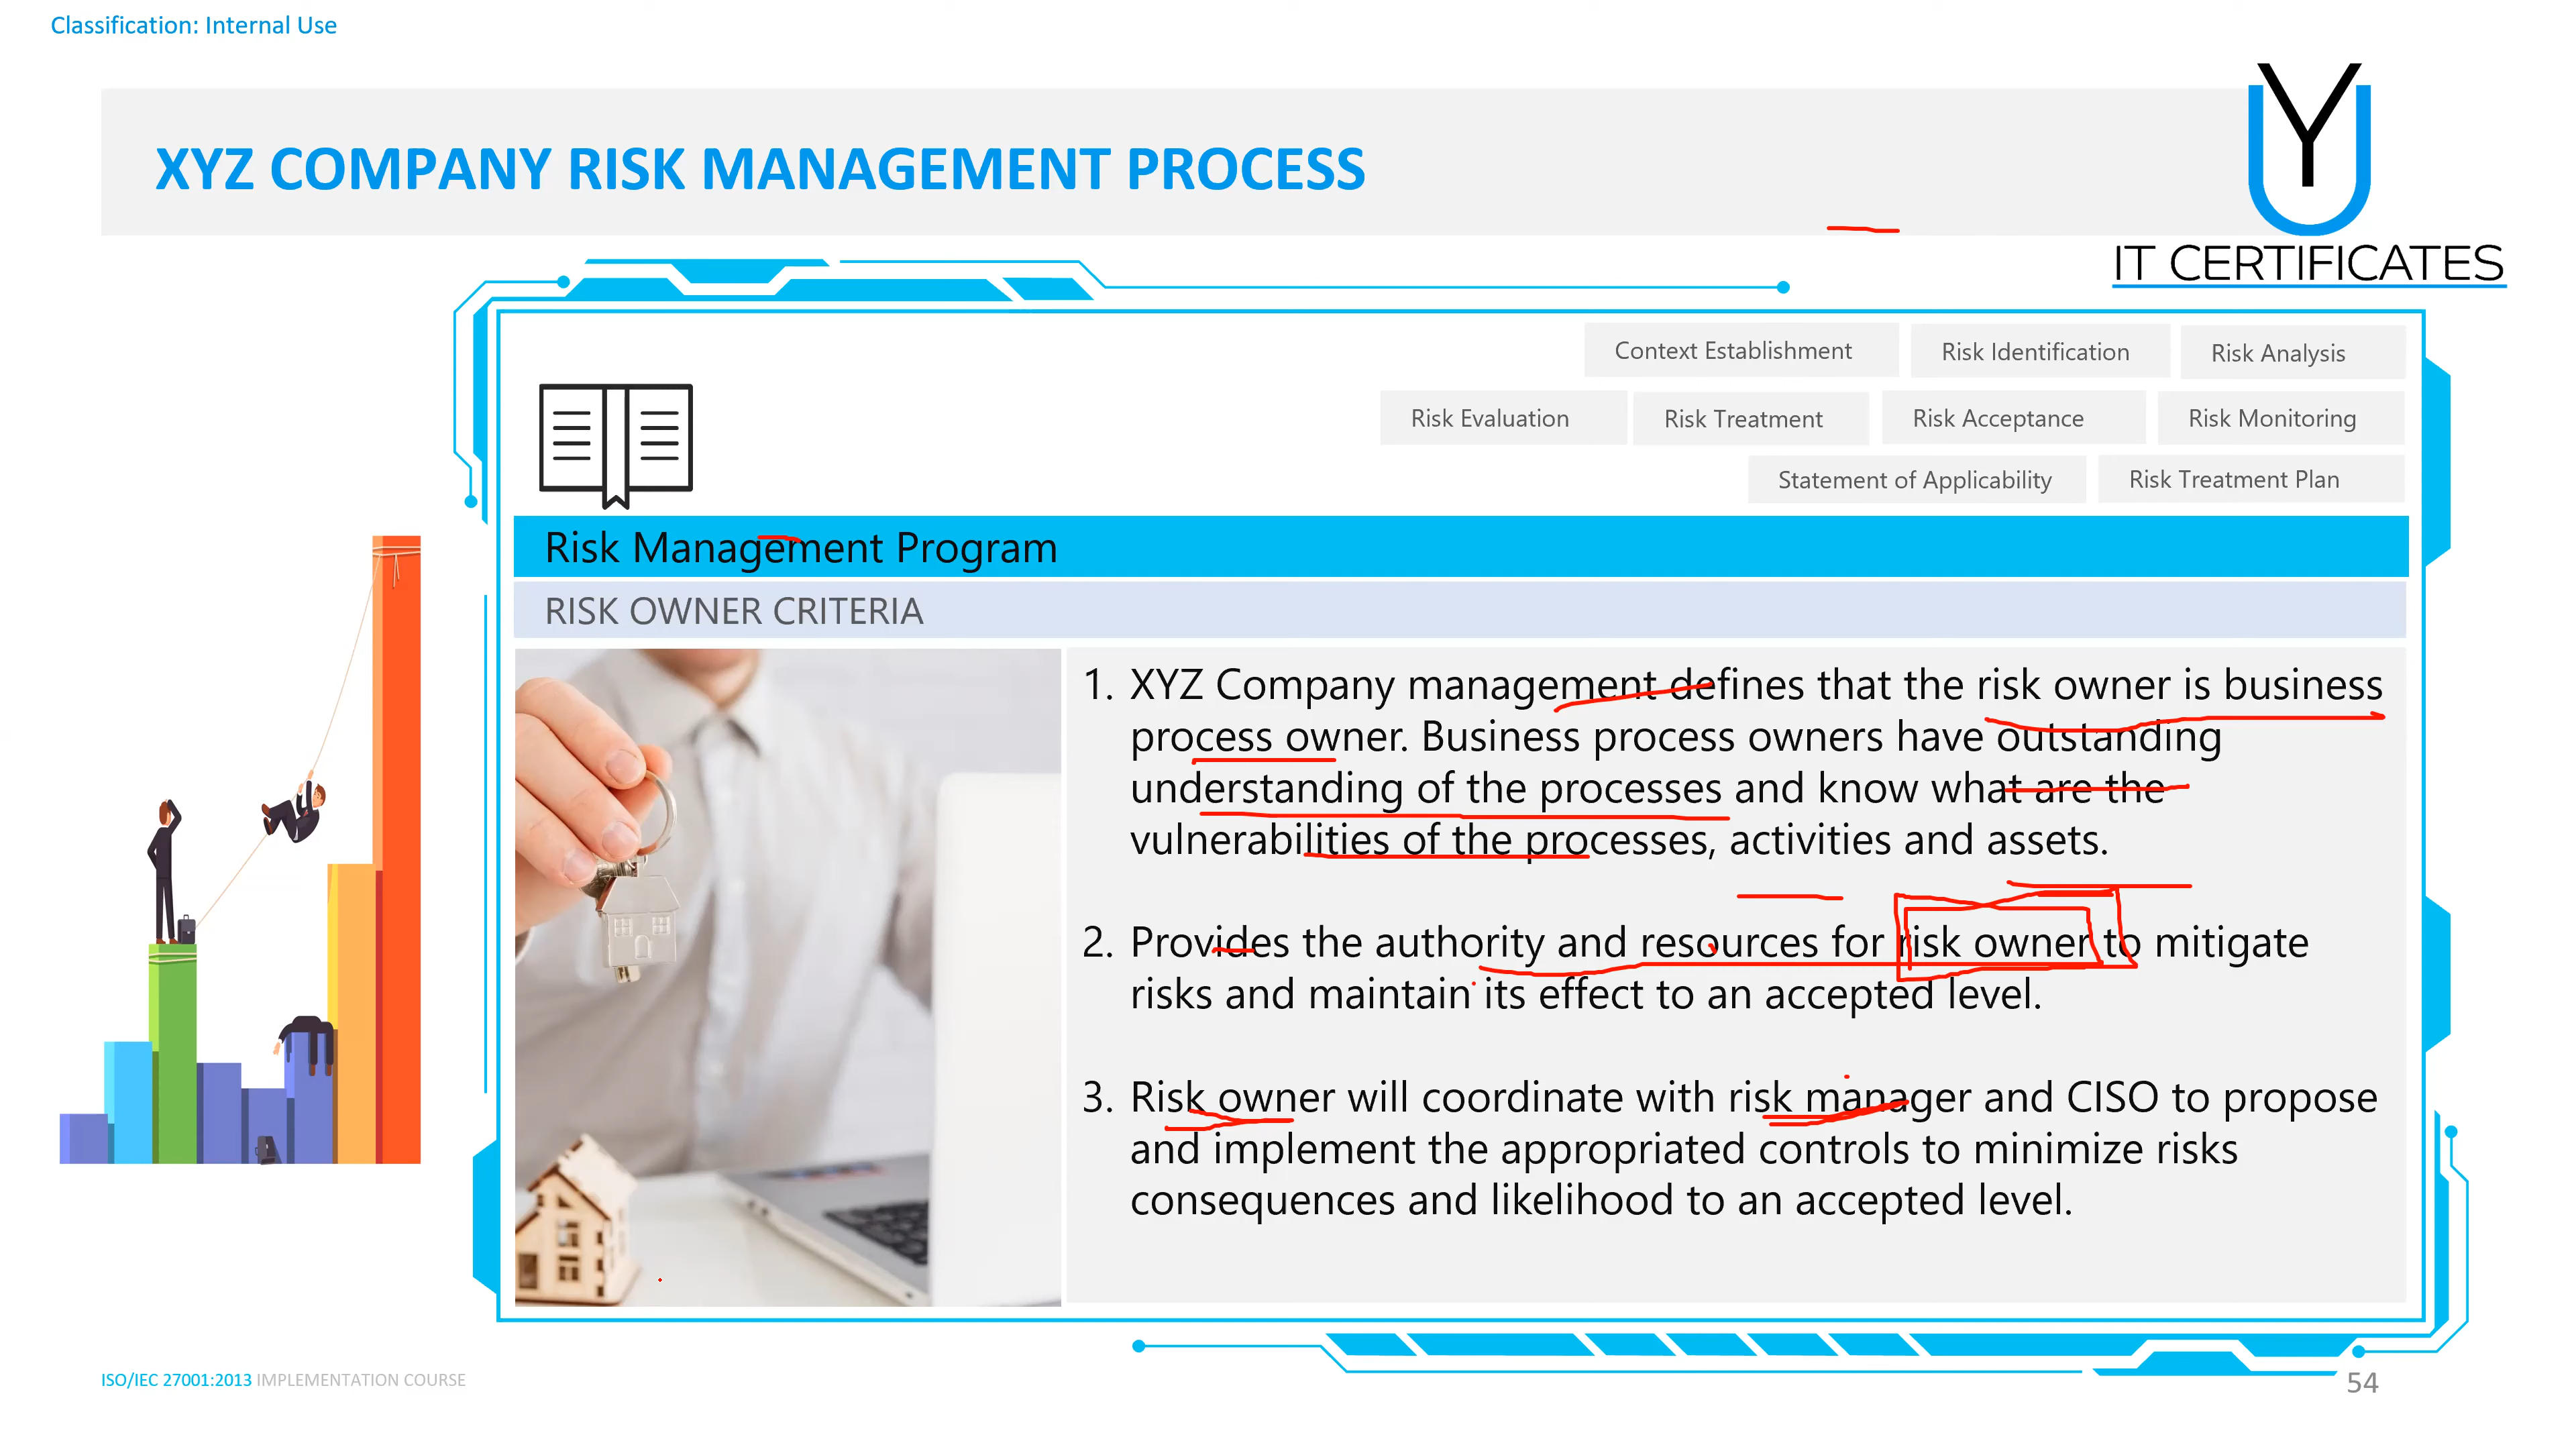 Classification: Internal Use
XYZ COMPANY RISK MANAGEMENT PROCESS
YU
IT CERTIFICATES
Context Establishment
Risk Identification
Risk Analysis
Risk Evaluation
Risk Treatment
Risk Acceptance
Risk Monitoring
Statement of Applicability
Risk Treatment Plan
Risk Management Program
RISK OWNER CRITERIA
1. XYZ Company management defines that the risk owner is business
process owner. Business process owners have outstanding
understanding of the processes and know what are the
vulnerabilities of the processes, activities and assets.
2. Provides the authority and resources for risk owner to mitigate
risks and maintain its effect to an accepted level.
3. Risk owner will coordinate with risk manager and CISO to propose
and implement the appropriated controls to minimize risks
consequences and likelihood to an accepted level.
ISO/IEC 27001:2013 IMPLEMENTATION COURSE
54